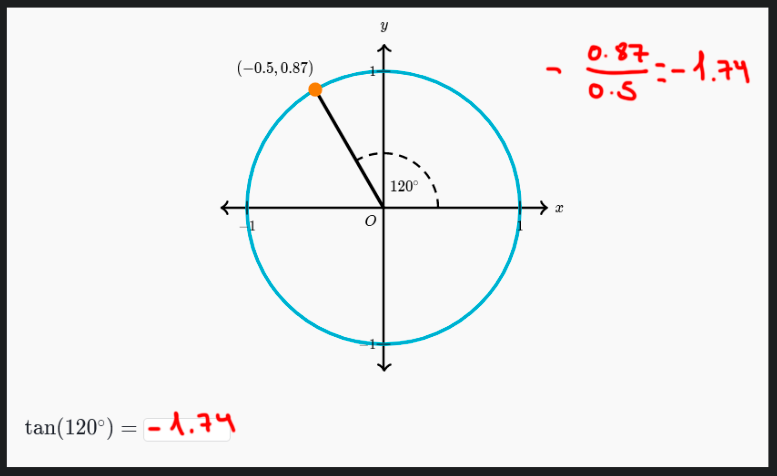 y
(−0.5, 0.87)
1
- 0.87/0.5 = -1.74
120°
x
O
−1
1
−1
tan(120°) = -1.74